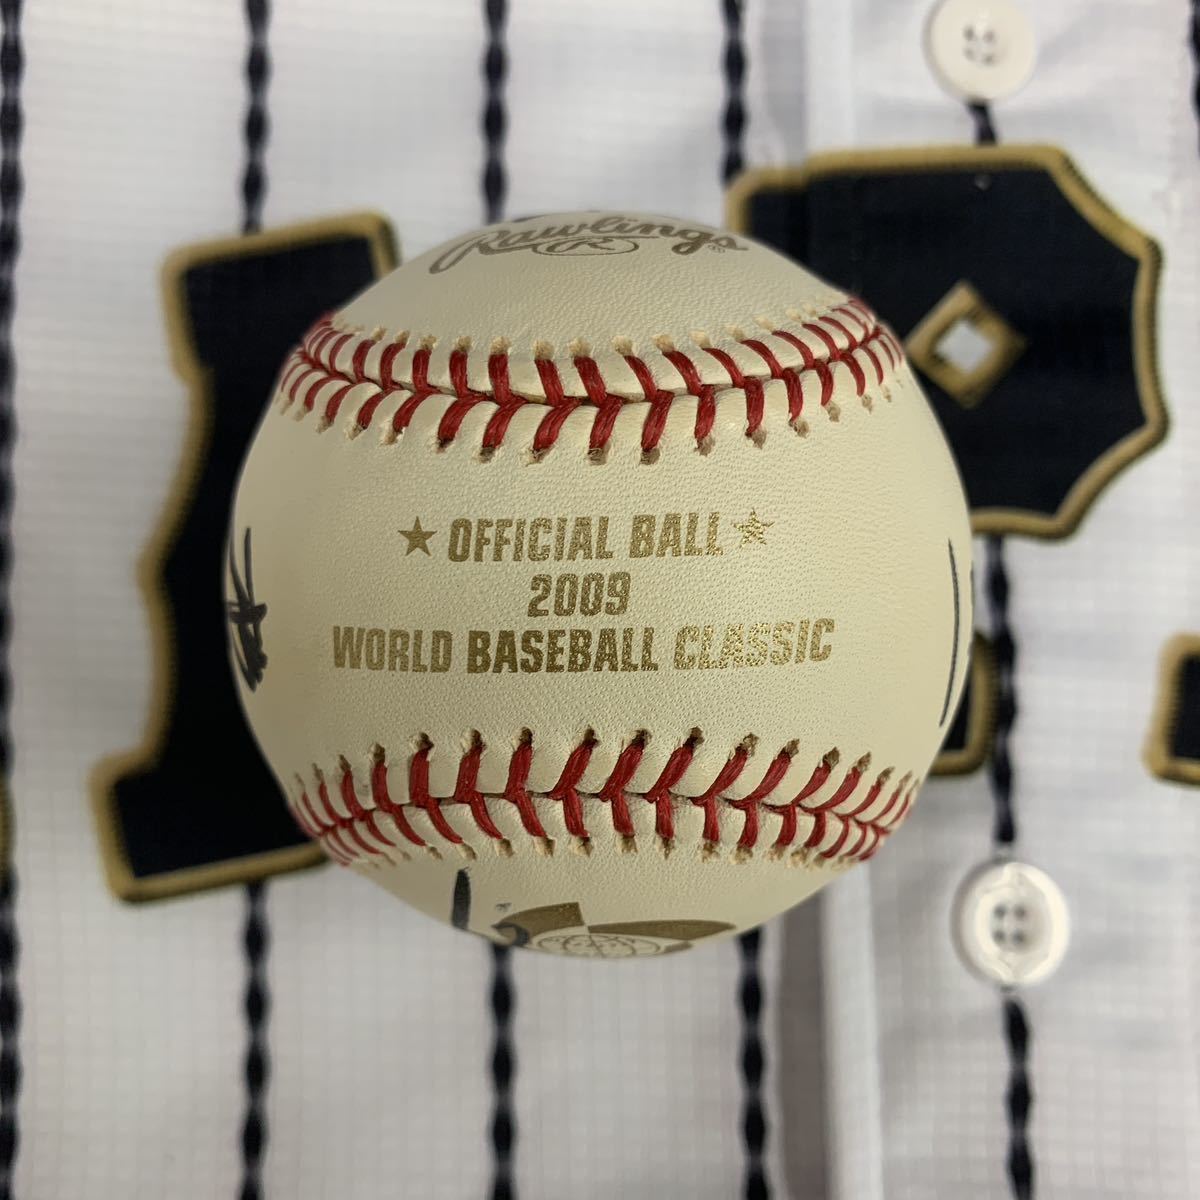 Rawlings®
R
★ OFFICIAL BALL ★
2009
WORLD BASEBALL CLASSIC